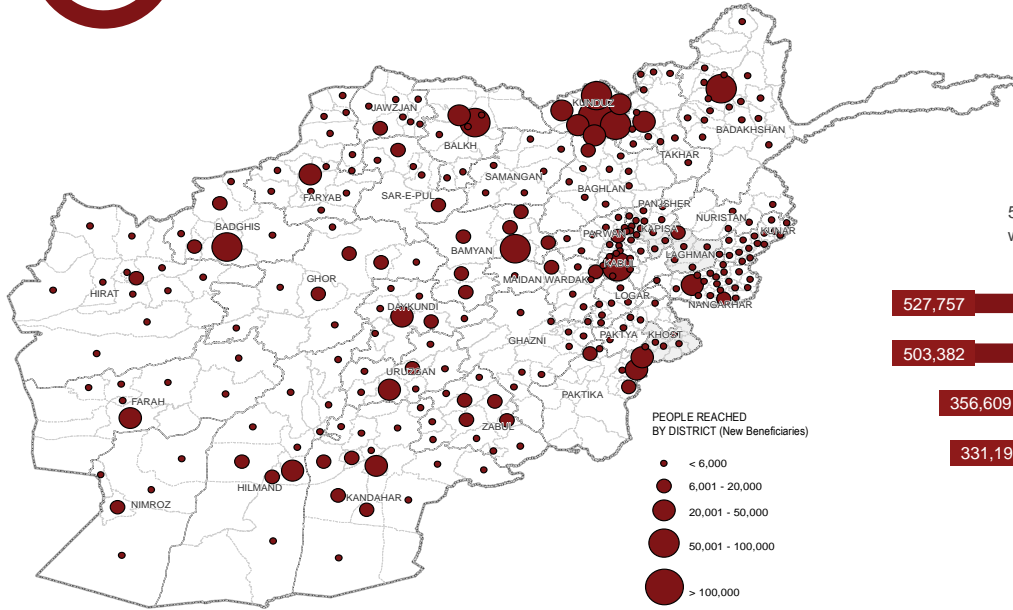 JAWZJAN
KUNDUZ
BALKH
BADAKHSHAN
TAKHAR
SAMANGAN
FARYAB
SAR-E-PUL
BAGHLAN
PANJSHER
NURISTAN
BADGHIS
PARWAN
KAPISA
KUNAR
BAMYAN
LAGHMAN
KABUL
GHOR
MAIDAN WARDAK
HIRAT
LOGAR
NANGARHAR
DAYKUNDI
PAKTYA
KHOST
GHAZNI
URUZGAN
PAKTIKA
FARAH
ZABUL
HILMAND
KANDAHAR
NIMROZ
PEOPLE REACHED
BY DISTRICT (New Beneficiaries)
< 6,000
6,001 - 20,000
20,001 - 50,000
50,001 - 100,000
> 100,000
5
w
527,757
503,382
356,609
331,19